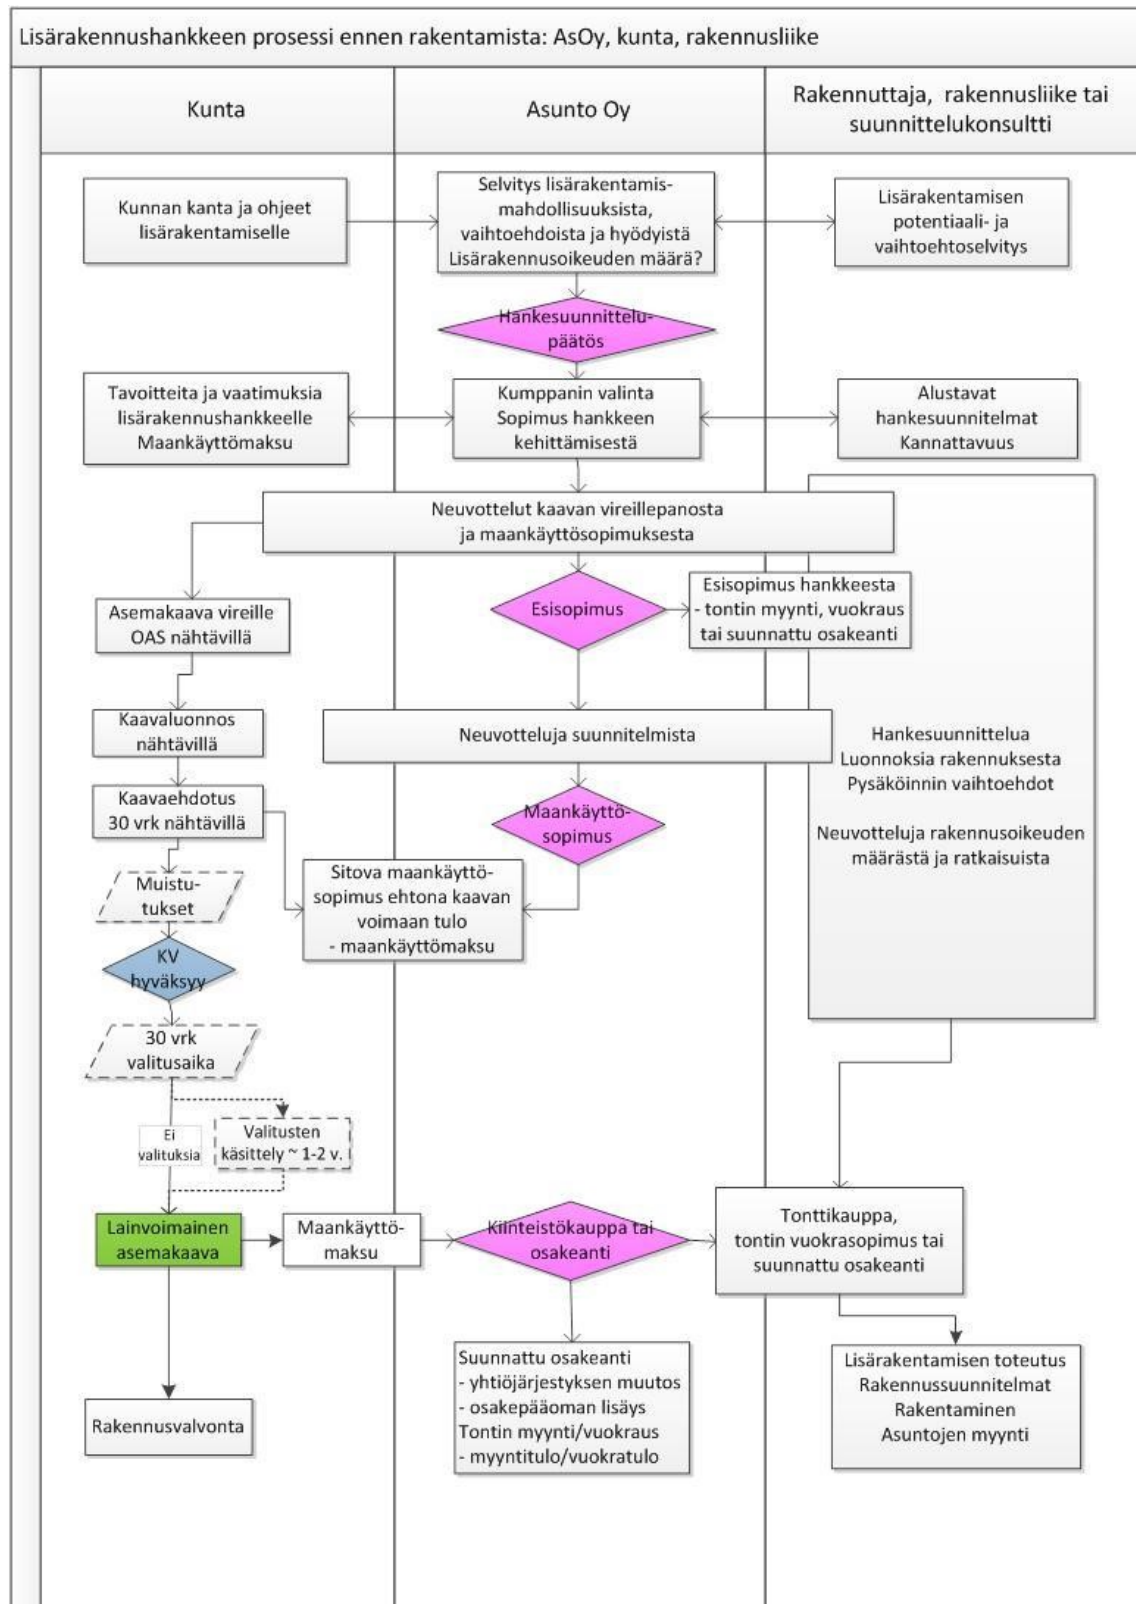 Lisärakennushankkeen prosessi ennen rakentamista: AsOy, kunta, rakennusliike
Kunta
Asunto Oy
Rakennuttaja, rakennusliike tai
suunnittelukonsultti
Kunnan kanta ja ohjeet
lisärakentamiselle
Selvitys lisärakentamis-
mahdollisuuksista,
vaihtoehdoista ja hyödyistä
Lisärakennusoikeuden määrä?
Lisärakentamisen
potentiaali- ja
vaihtoehtoselvitys
Hankesuunnittelu-
päätös
Tavoitteita ja vaatimuksia
lisärakennushankkeelle
Maankäyttömaksu
Kumppanin valinta
Sopimus hankkeen
kehittämisestä
Alustavat
hankesuunnitelmat
Kannattavuus
Neuvottelut kaavan vireillepanosta
ja maankäyttösopimuksesta
Asemakaava vireille
OAS nähtävillä
Esisopimus
Esisopimus hankkeesta
- tontin myynti, vuokraus
tai suunnattu osakeanti
Kaavaluonnos
nähtävillä
Neuvotteluja suunnitelmista
Hankesuunnittelua
Luonnoksia rakennuksesta
Pysäköinnin vaihtoehdot
Neuvotteluja rakennusoikeuden
määrästä ja ratkaisuista
Kaavaehdotus
30 vrk nähtävillä
Maankäyttö-
sopimus
Muistu-
tukset
Sitova maankäyttö-
sopimus ehtona kaavan
voimaan tulo
- maankäyttömaksu
KV
hyväksyy
30 vrk
valitusaika
Ei
valituksia
Valitusten
käsittely ~ 1-2 v.
Lainvoimainen
asemakaava
Maankäyttö-
maksu
Kiinteistökauppa tai
osakeanti
Tonttikauppa,
tontin vuokrasopimus tai
suunnattu osakeanti
Rakennusvalvonta
Suunnattu osakeanti
- yhtiöjärjestyksen muutos
- osakepääoman lisäys
Tontin myynti/vuokraus
- myyntitulo/vuokratulo
Lisärakentamisen toteutus
Rakennussuunnitelmat
Rakentaminen
Asuntojen myynti